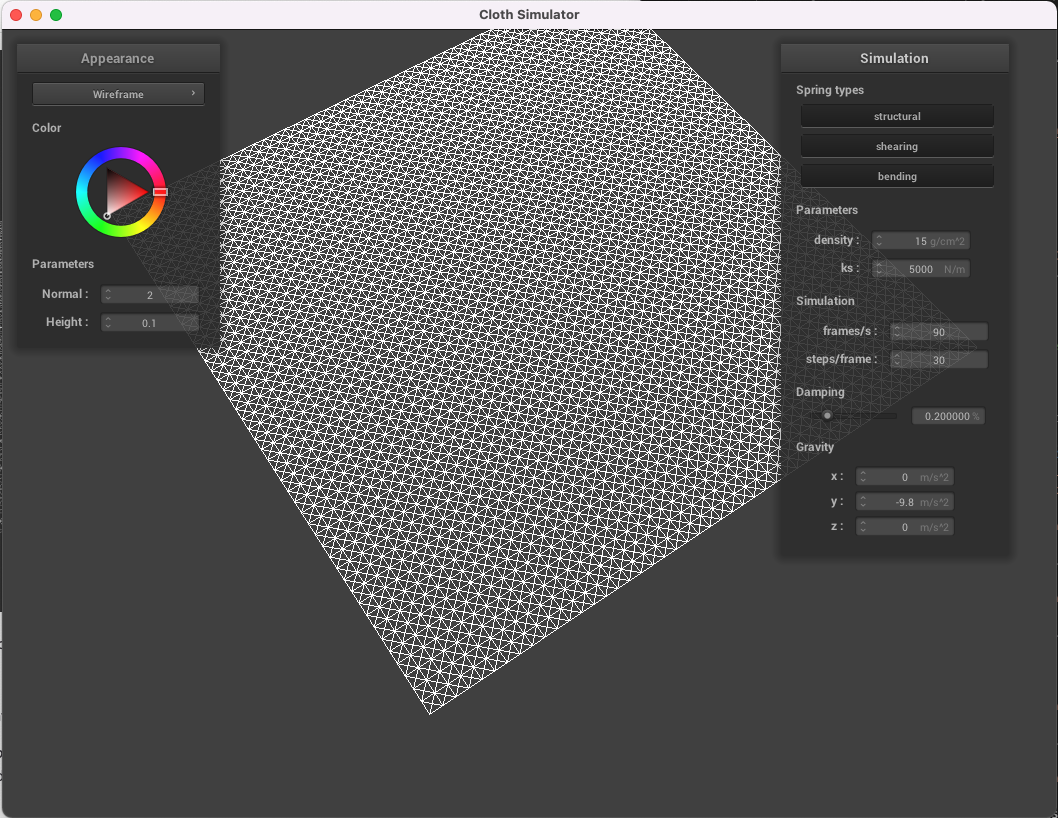 Cloth Simulator
Appearance
Wireframe
Color
Parameters
Normal : 2
Height : 0.1
Simulation
Spring types
structural
shearing
bending
Parameters
density : 15 g/cm^2
ks : 5000 N/m
Simulation
frames/s : 90
steps/frame : 30
Damping
0.200000 %
Gravity
x : 0 m/s^2
y : -9.8 m/s^2
z : 0 m/s^2